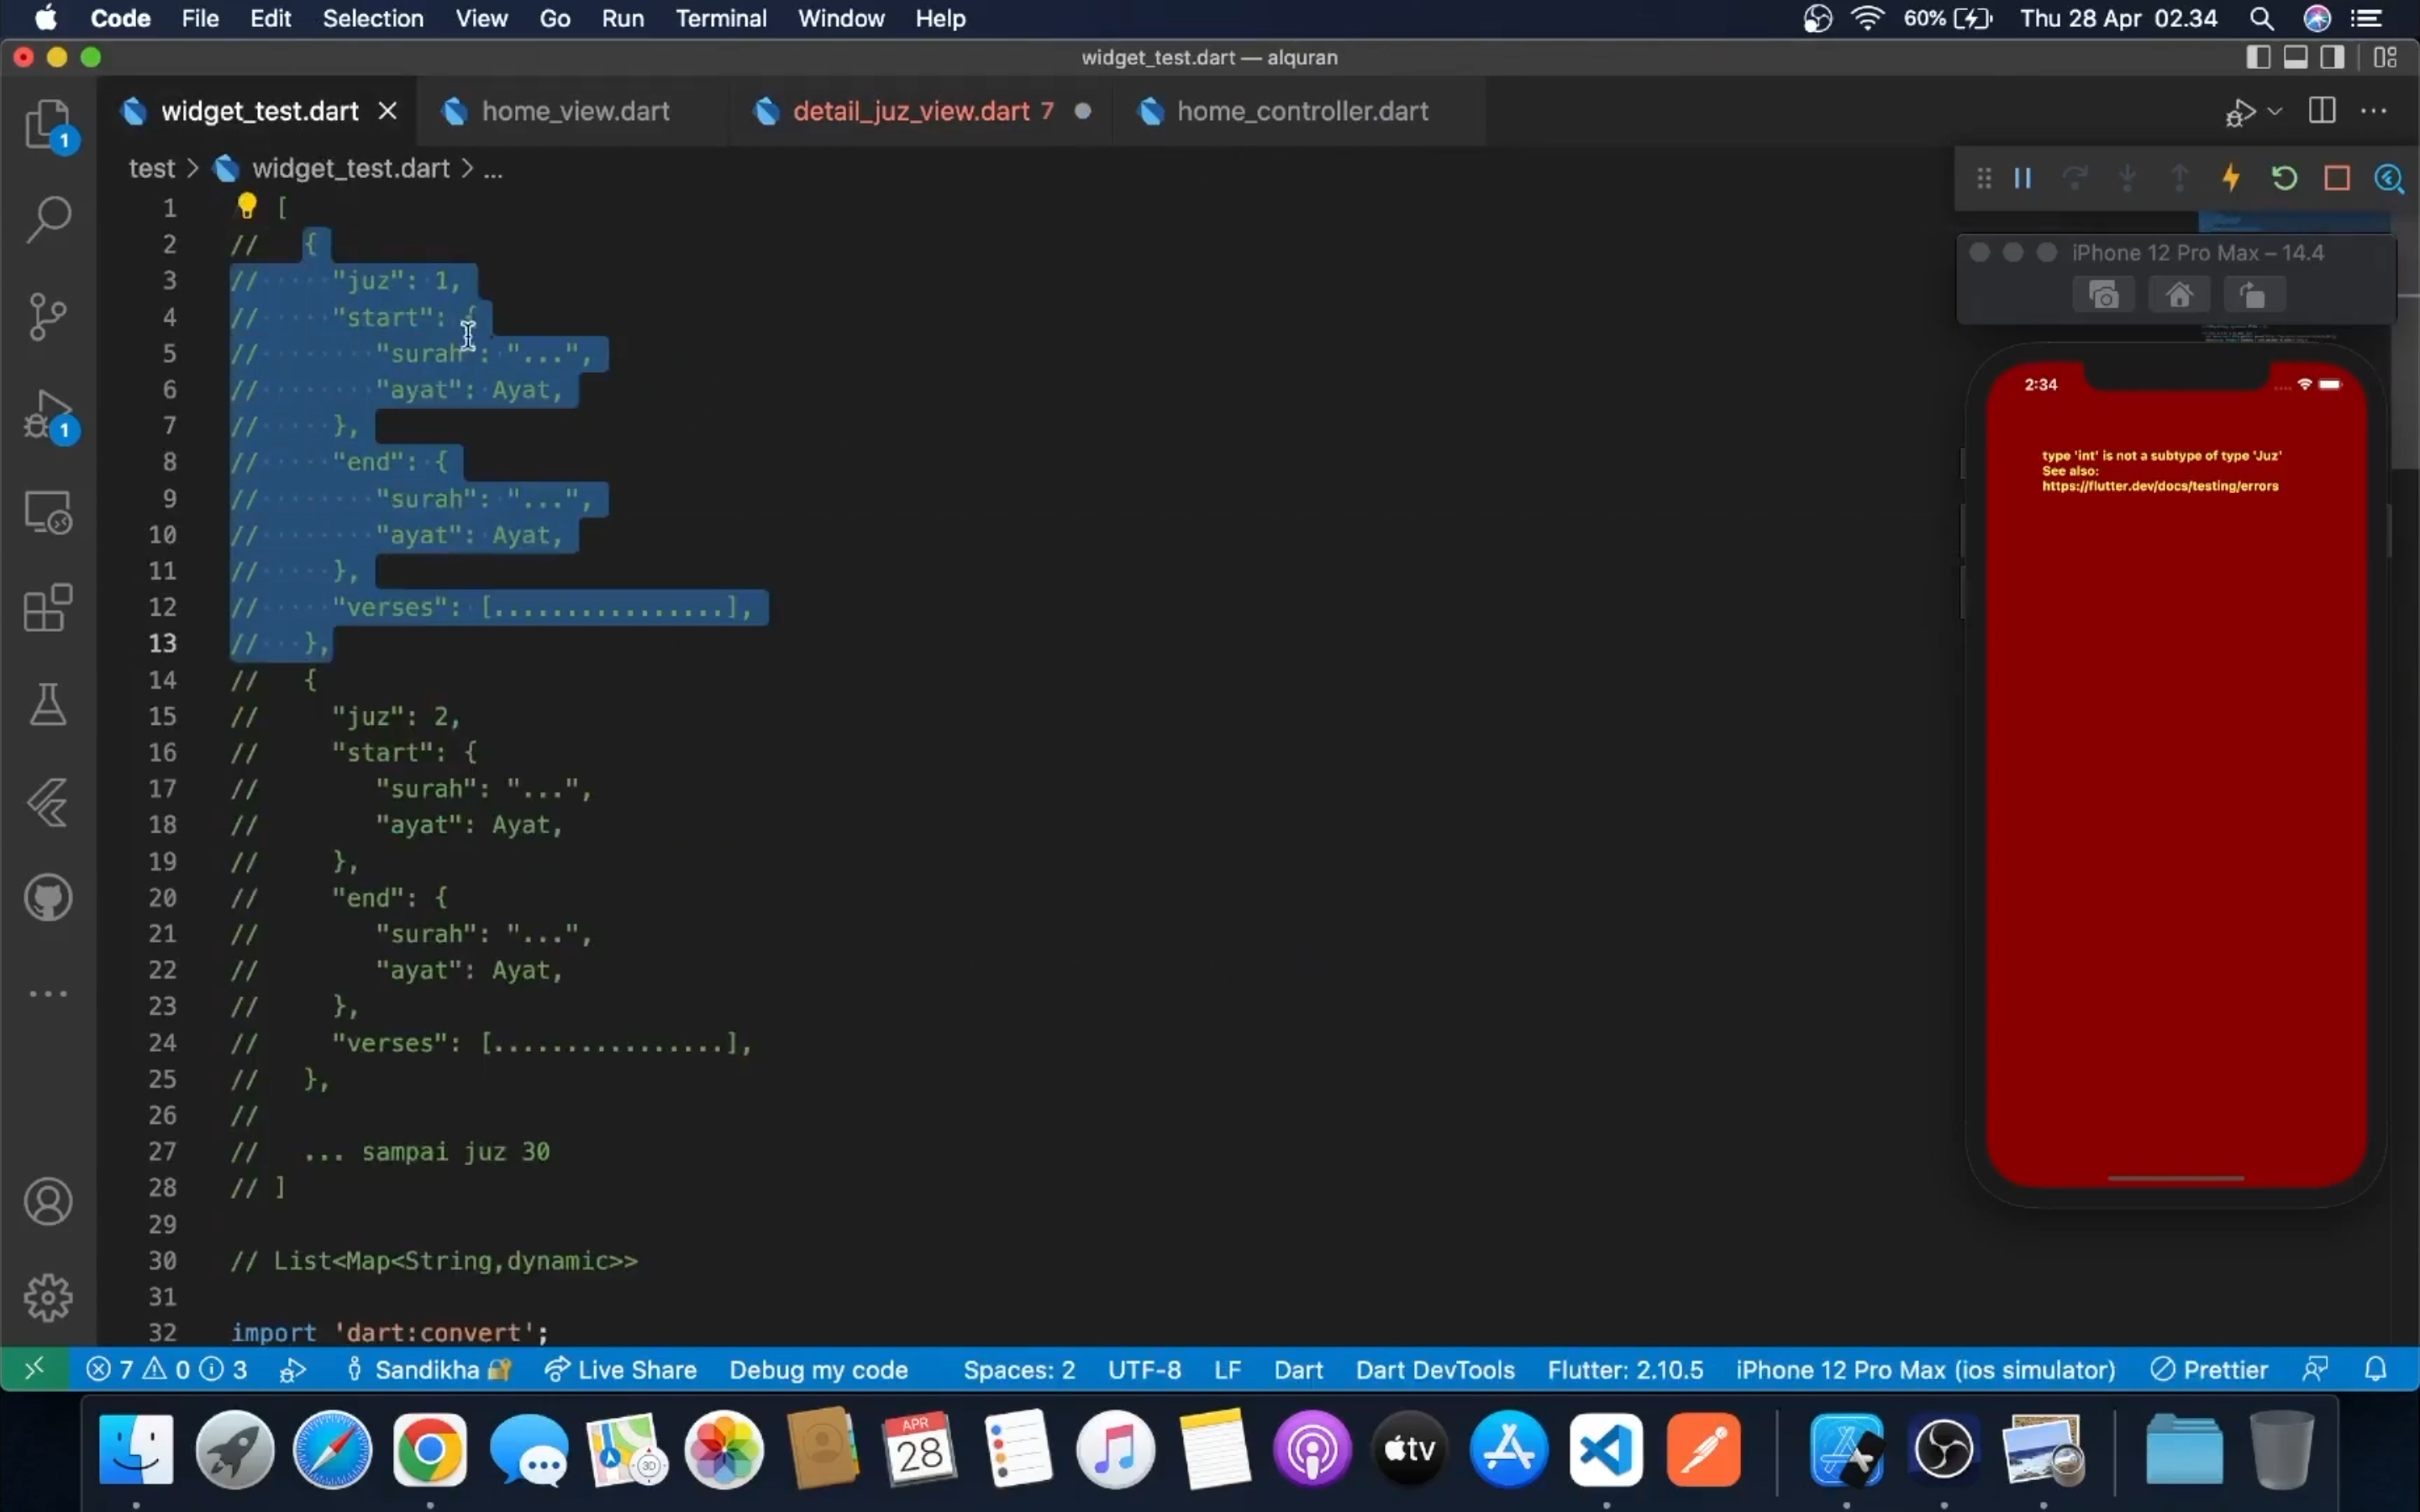 Code File Edit Selection View Go Run Terminal Window Help 60% Thu 28 Apr 02.34
widget_test.dart — alquran
widget_test.dart home_view.dart detail_juz_view.dart 7 home_controller.dart
test > widget_test.dart > ...
1 [
2 // {
3 // "juz": 1,
4 // "start": {
5 // "surah": "...",
6 // "ayat": Ayat,
7 // },
8 // "end": {
9 // "surah": "...",
10 // "ayat": Ayat,
11 // },
12 // "verses": [................],
13 // },
14 // {
15 // "juz": 2,
16 // "start": {
17 // "surah": "...",
18 // "ayat": Ayat,
19 // },
20 // "end": {
21 // "surah": "...",
22 // "ayat": Ayat,
23 // },
24 // "verses": [................],
25 // },
26 //
27 // ... sampai juz 30
28 // ]
29
30 // List<Map<String,dynamic>>
31
32 import 'dart:convert';
1
1
iPhone 12 Pro Max – 14.4
2:34
type 'int' is not a subtype of type 'Juz'
See also:
https://flutter.dev/docs/testing/errors
7 0 3 Sandikha Live Share Debug my code Spaces: 2 UTF-8 LF Dart Dart DevTools Flutter: 2.10.5 iPhone 12 Pro Max (ios simulator) Prettier
APR
28
3D
tv